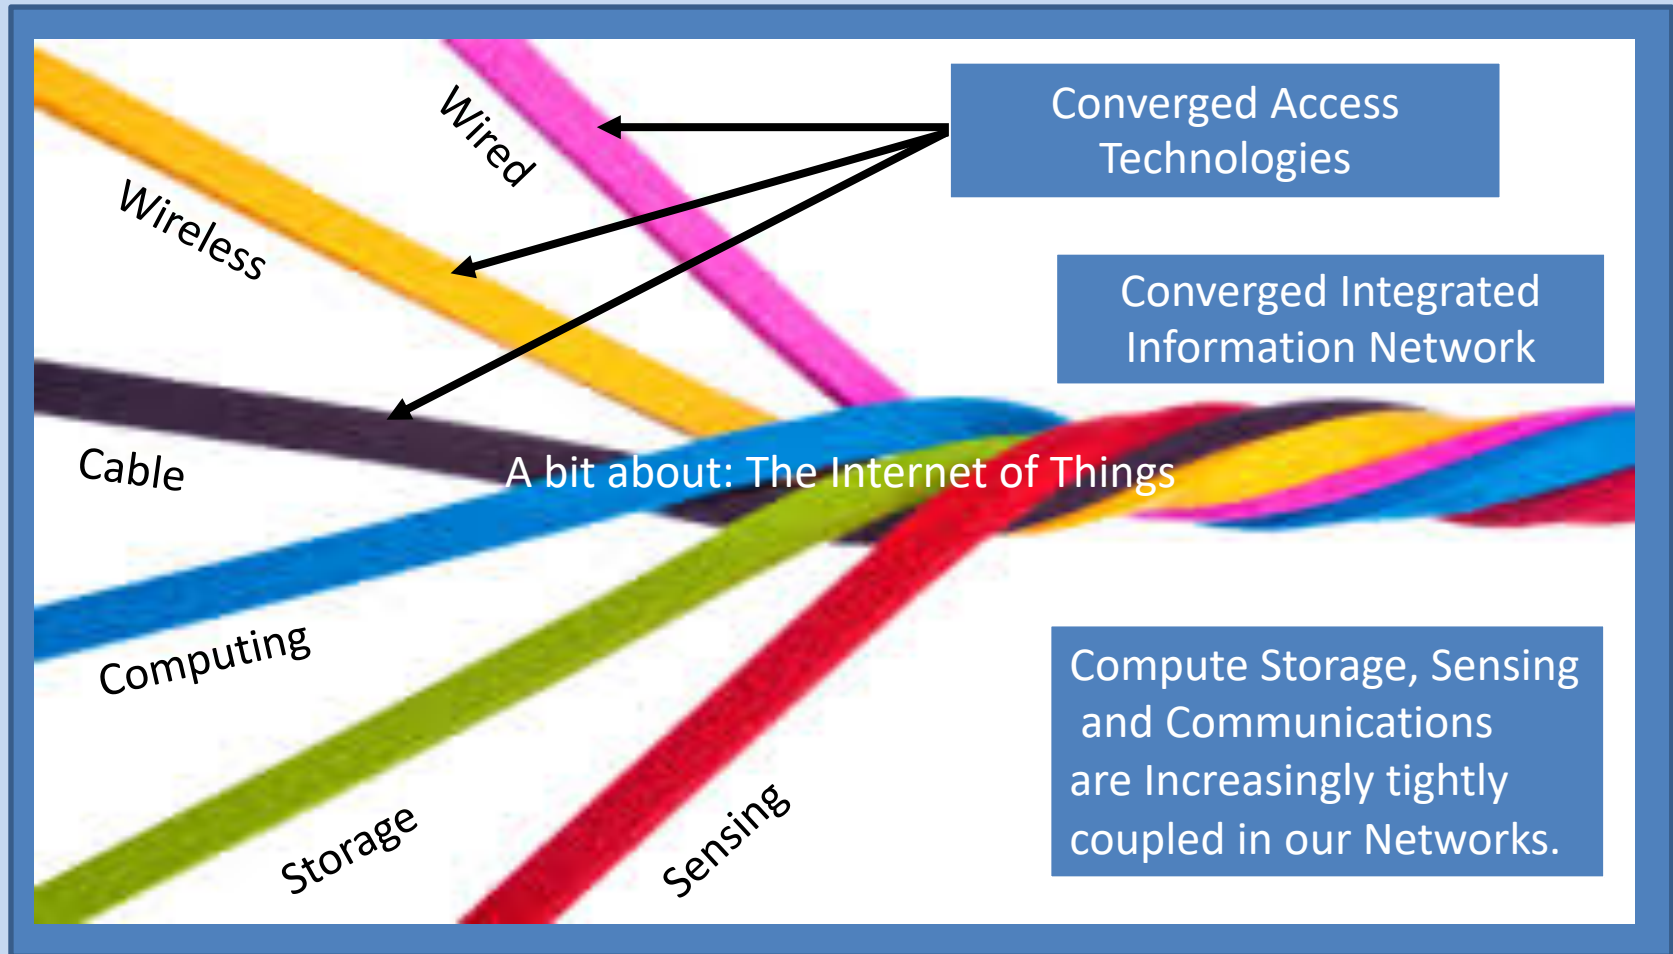 Wired
Converged Access
Technologies
Wireless
Converged Integrated
Information Network
Cable
A bit about: The Internet of Things
Computing
Storage
Sensing
Compute Storage, Sensing
and Communications
are Increasingly tightly
coupled in our Networks.